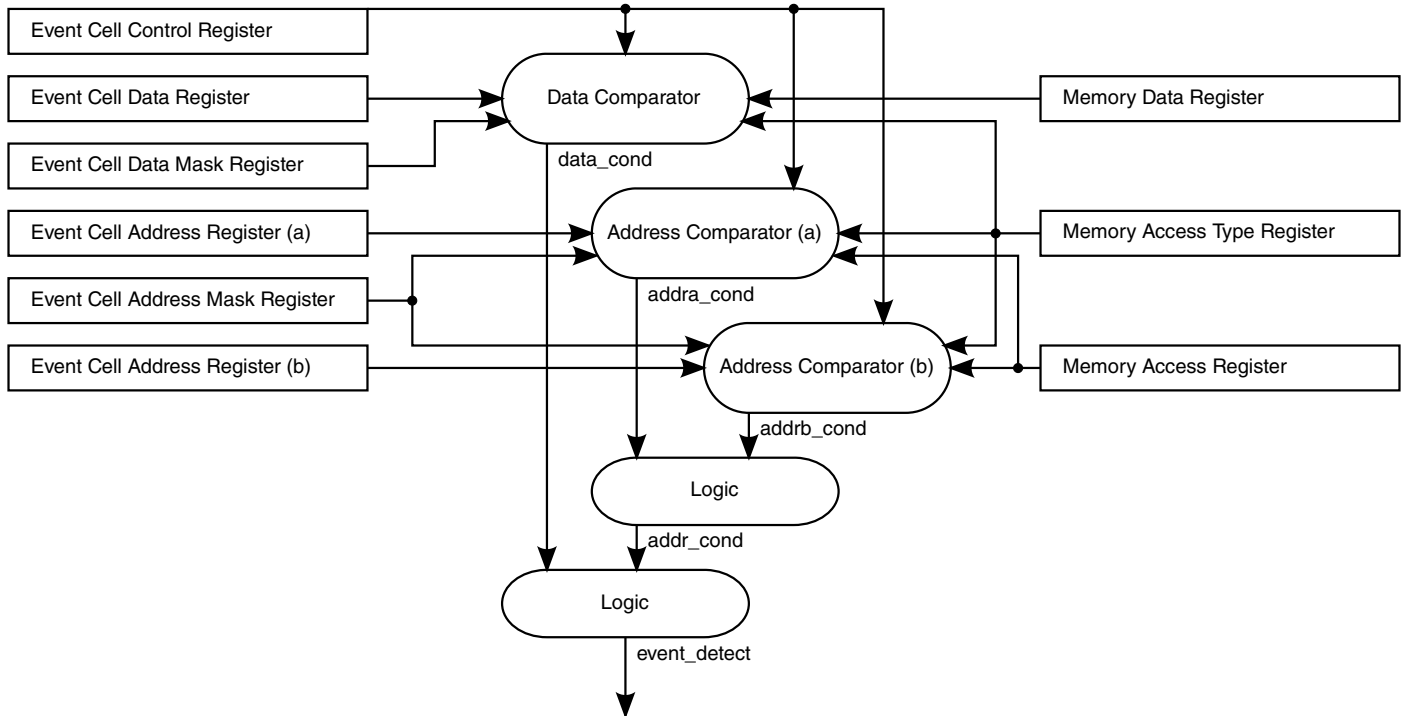 Event Cell Control Register
Event Cell Data Register
Data Comparator
Memory Data Register
Event Cell Data Mask Register
data_cond
Event Cell Address Register (a)
Address Comparator (a)
Memory Access Type Register
Event Cell Address Mask Register
addra_cond
Event Cell Address Register (b)
Address Comparator (b)
Memory Access Register
addrb_cond
Logic
addr_cond
Logic
event_detect